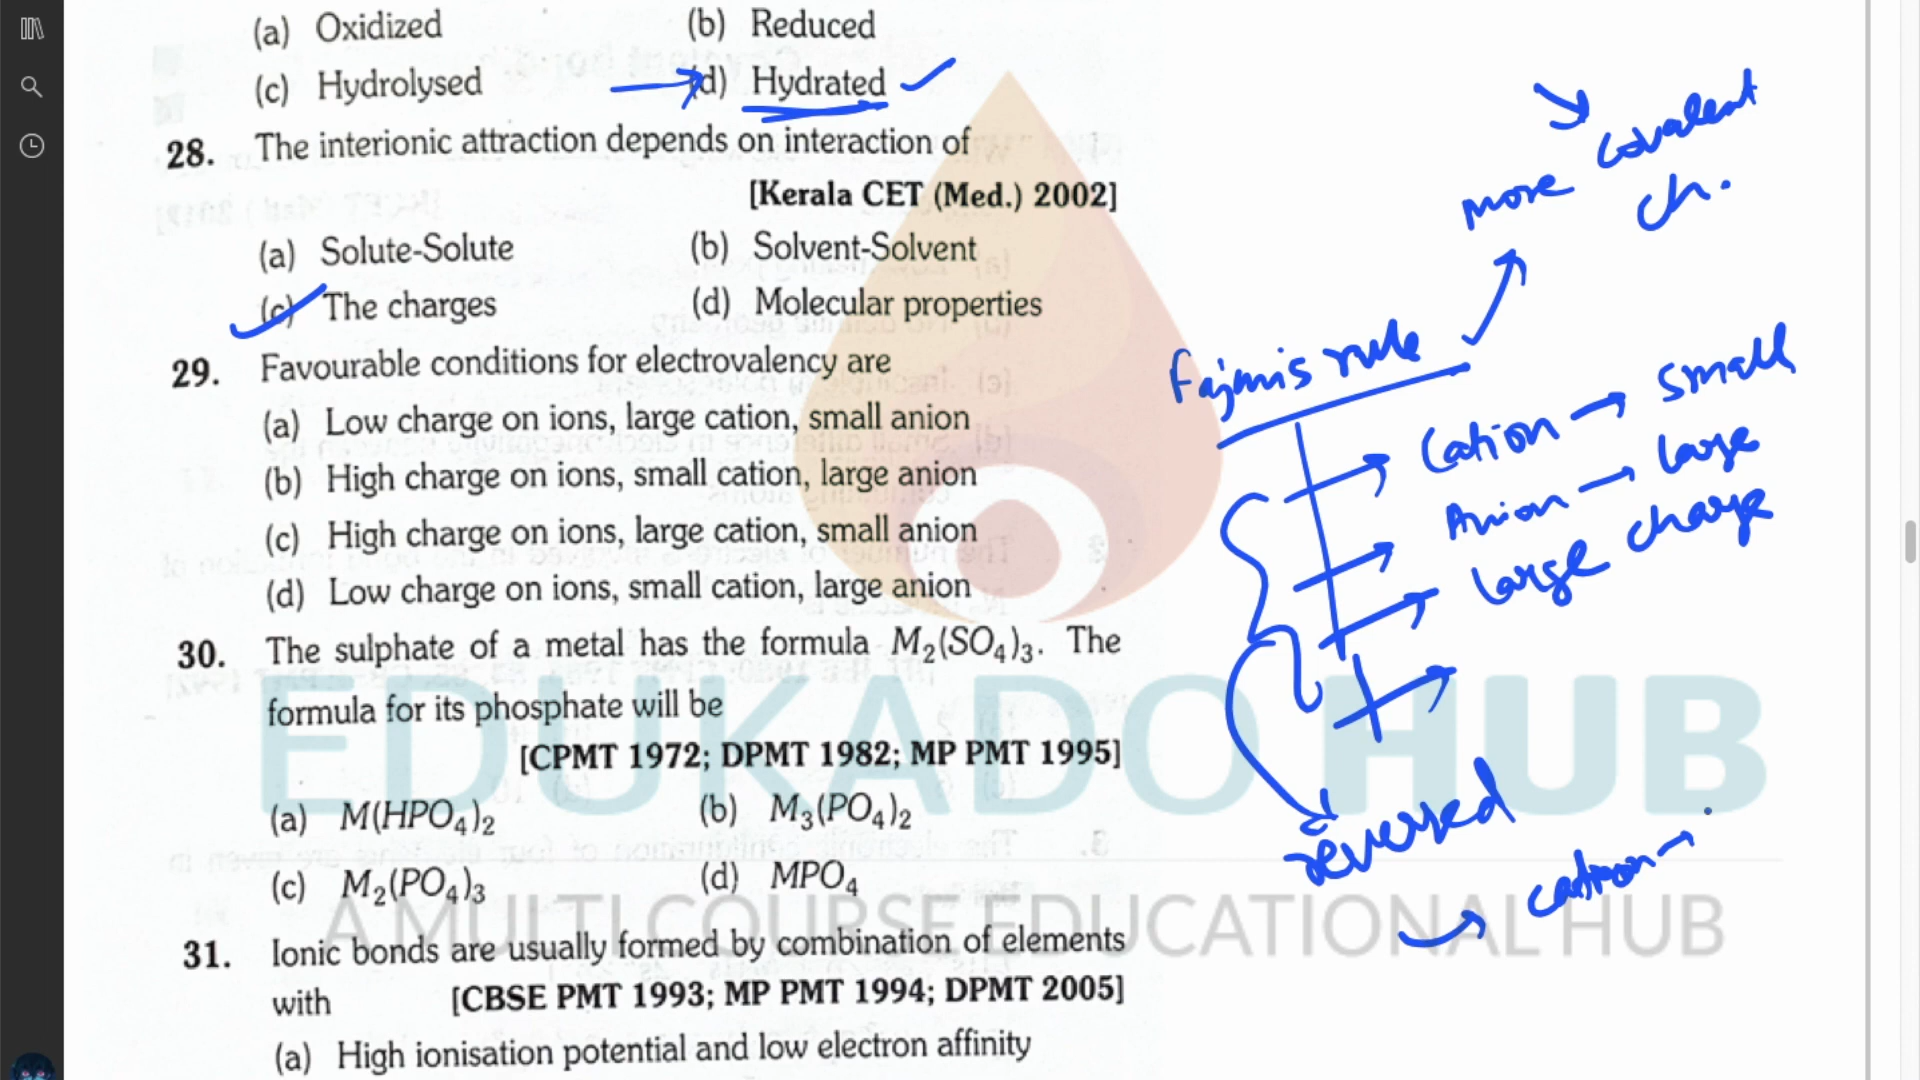 (a) Oxidized (b) Reduced
(c) Hydrolysed (d) Hydrated
28. The interionic attraction depends on interaction of
[Kerala CET (Med.) 2002]
(a) Solute-Solute (b) Solvent-Solvent
(c) The charges (d) Molecular properties
29. Favourable conditions for electrovalency are
(a) Low charge on ions, large cation, small anion
(b) High charge on ions, small cation, large anion
(c) High charge on ions, large cation, small anion
(d) Low charge on ions, small cation, large anion
30. The sulphate of a metal has the formula M₂(SO₄)₃. The
formula for its phosphate will be
[CPMT 1972; DPMT 1982; MP PMT 1995]
(a) M(HPO₄)₂ (b) M₃(PO₄)₂
(c) M₂(PO₄)₃ (d) MPO₄
31. Ionic bonds are usually formed by combination of elements
with [CBSE PMT 1993; MP PMT 1994; DPMT 2005]
(a) High ionisation potential and low electron affinity
more covalent
ch.
Fajan's rule
Cation → small
Anion → large
large charge
reversed
cation →
EDUKADO HUB
A MULTI COURSE EDUCATIONAL HUB